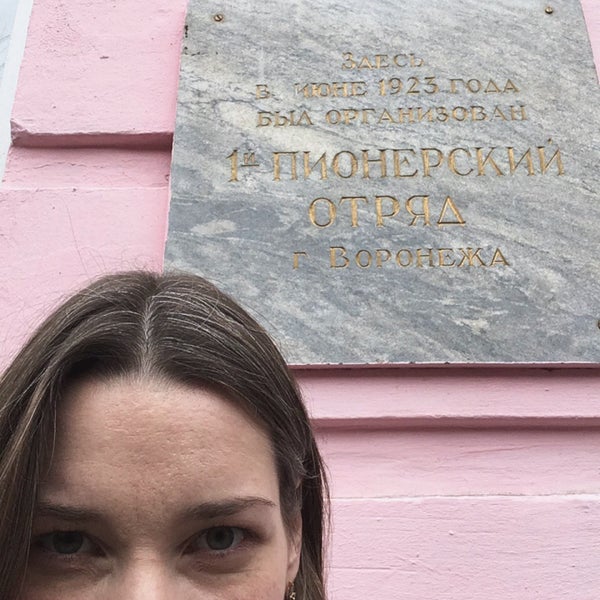 Здесь
в июне 1923 года
был организован
1й пионерский
отряд
г Воронежа